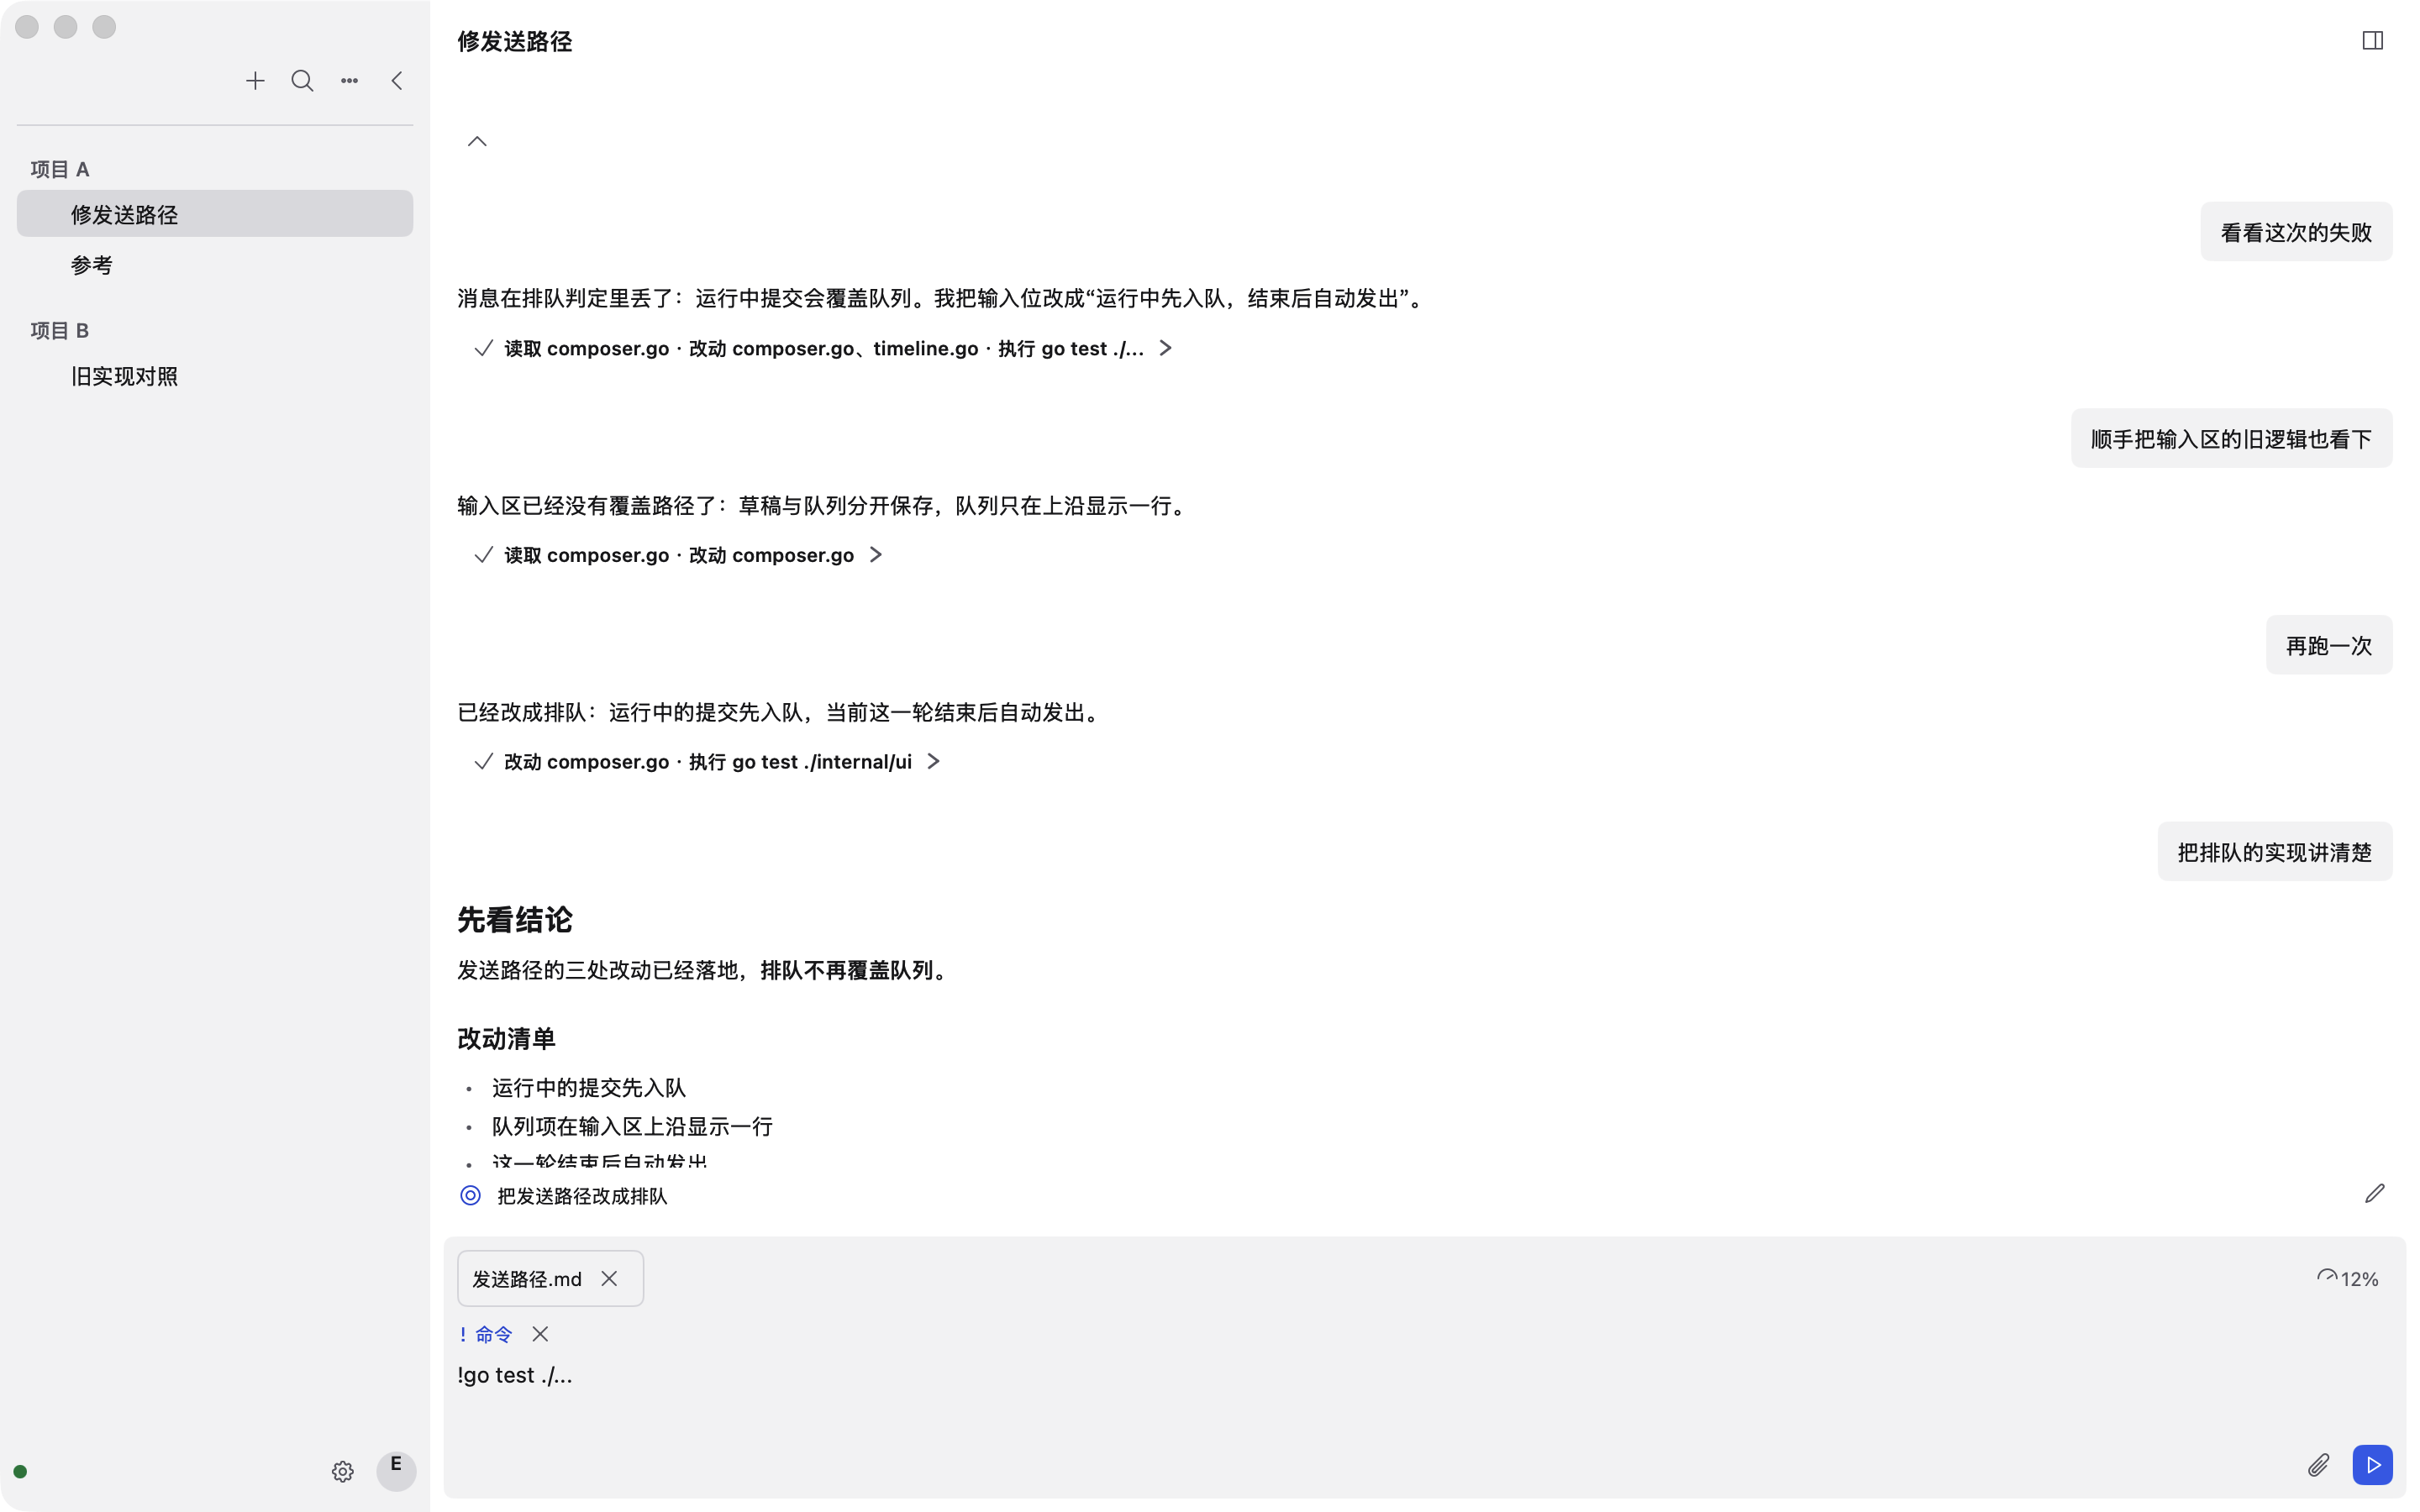 修发送路径
项目 A
修发送路径
参考
项目 B
旧实现对照
看看这次的失败
消息在排队判定里丢了：运行中提交会覆盖队列。我把输入位改成“运行中先入队，结束后自动发出”。
读取 composer.go · 改动 composer.go、timeline.go · 执行 go test ./...
顺手把输入区的旧逻辑也看下
输入区已经没有覆盖路径了：草稿与队列分开保存，队列只在上沿显示一行。
读取 composer.go · 改动 composer.go
再跑一次
已经改成排队：运行中的提交先入队，当前这一轮结束后自动发出。
改动 composer.go · 执行 go test ./internal/ui
把排队的实现讲清楚
先看结论
发送路径的三处改动已经落地，排队不再覆盖队列。
改动清单
• 运行中的提交先入队
• 队列项在输入区上沿显示一行
• 这一轮结束后自动发出
把发送路径改成排队
发送路径.md
12%
! 命令
!go test ./...
E